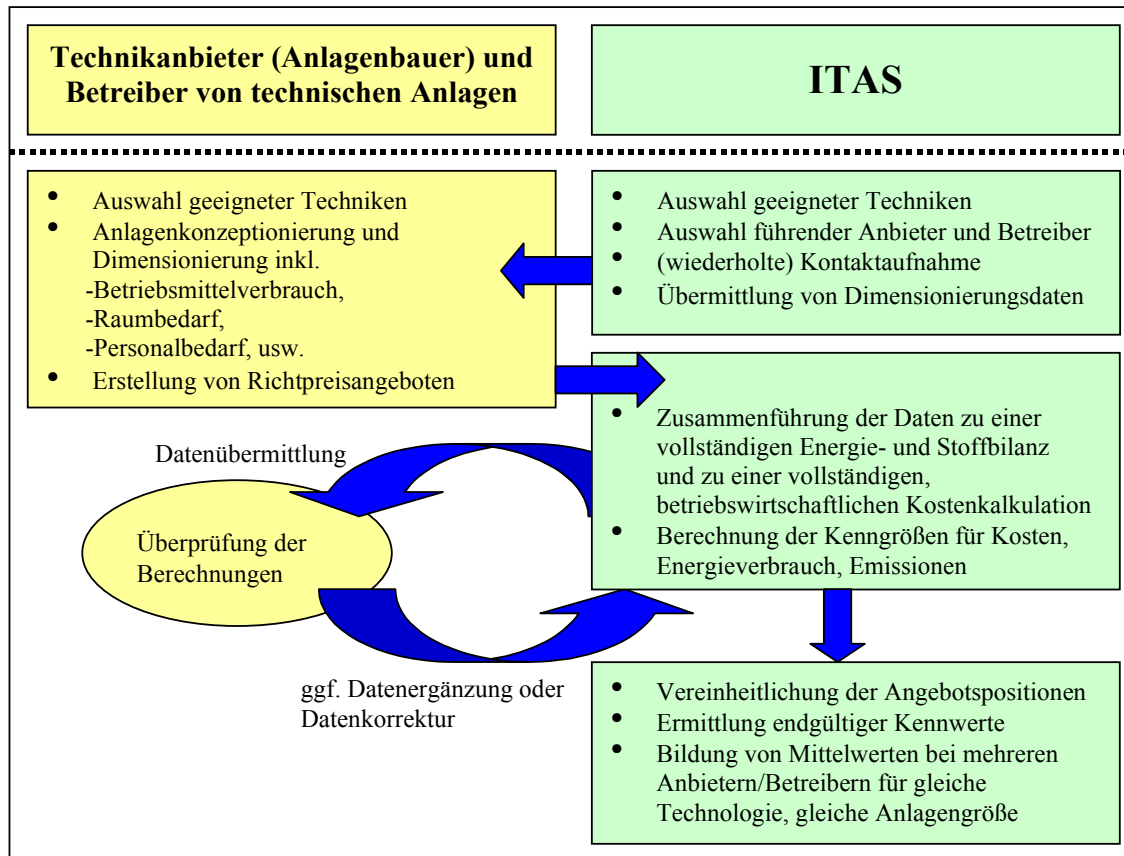 Technikanbieter (Anlagenbauer) und
Betreiber von technischen Anlagen
ITAS
• Auswahl geeigneter Techniken
• Anlagenkonzeptionierung und
Dimensionierung inkl.
-Betriebsmittelverbrauch,
-Raumbedarf,
-Personalbedarf, usw.
• Erstellung von Richtpreisangeboten
• Auswahl geeigneter Techniken
• Auswahl führender Anbieter und Betreiber
• (wiederholte) Kontaktaufnahme
• Übermittlung von Dimensionierungsdaten
• Zusammenführung der Daten zu einer
vollständigen Energie- und Stoffbilanz
und zu einer vollständigen,
betriebswirtschaftlichen Kostenkalkulation
• Berechnung der Kenngrößen für Kosten,
Energieverbrauch, Emissionen
Datenübermittlung
Überprüfung der
Berechnungen
ggf. Datenergänzung oder
Datenkorrektur
• Vereinheitlichung der Angebotspositionen
• Ermittlung endgültiger Kennwerte
• Bildung von Mittelwerten bei mehreren
Anbietern/Betreibern für gleiche
Technologie, gleiche Anlagengröße